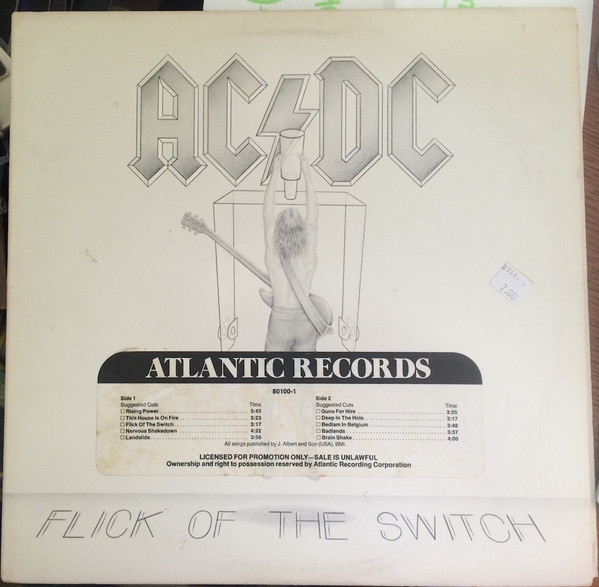 AC DC
ATLANTIC RECORDS
80100-1
Side 1
Suggested Cuts Time
Rising Power 3:43
This House Is On Fire 3:23
Flick Of The Switch 3:17
Nervous Shakedown 4:22
Landslide 3:56
Side 2
Suggested Cuts Time
Guns For Hire 3:25
Deep In The Hole 3:17
Bedlam In Belgium 3:48
Badlands 3:37
Brain Shake 4:00
All songs published by J. Albert and Son (USA), BMI.
LICENSED FOR PROMOTION ONLY—SALE IS UNLAWFUL
Ownership and right to possession reserved by Atlantic Recording Corporation
7.00
FLICK OF THE SWITCH